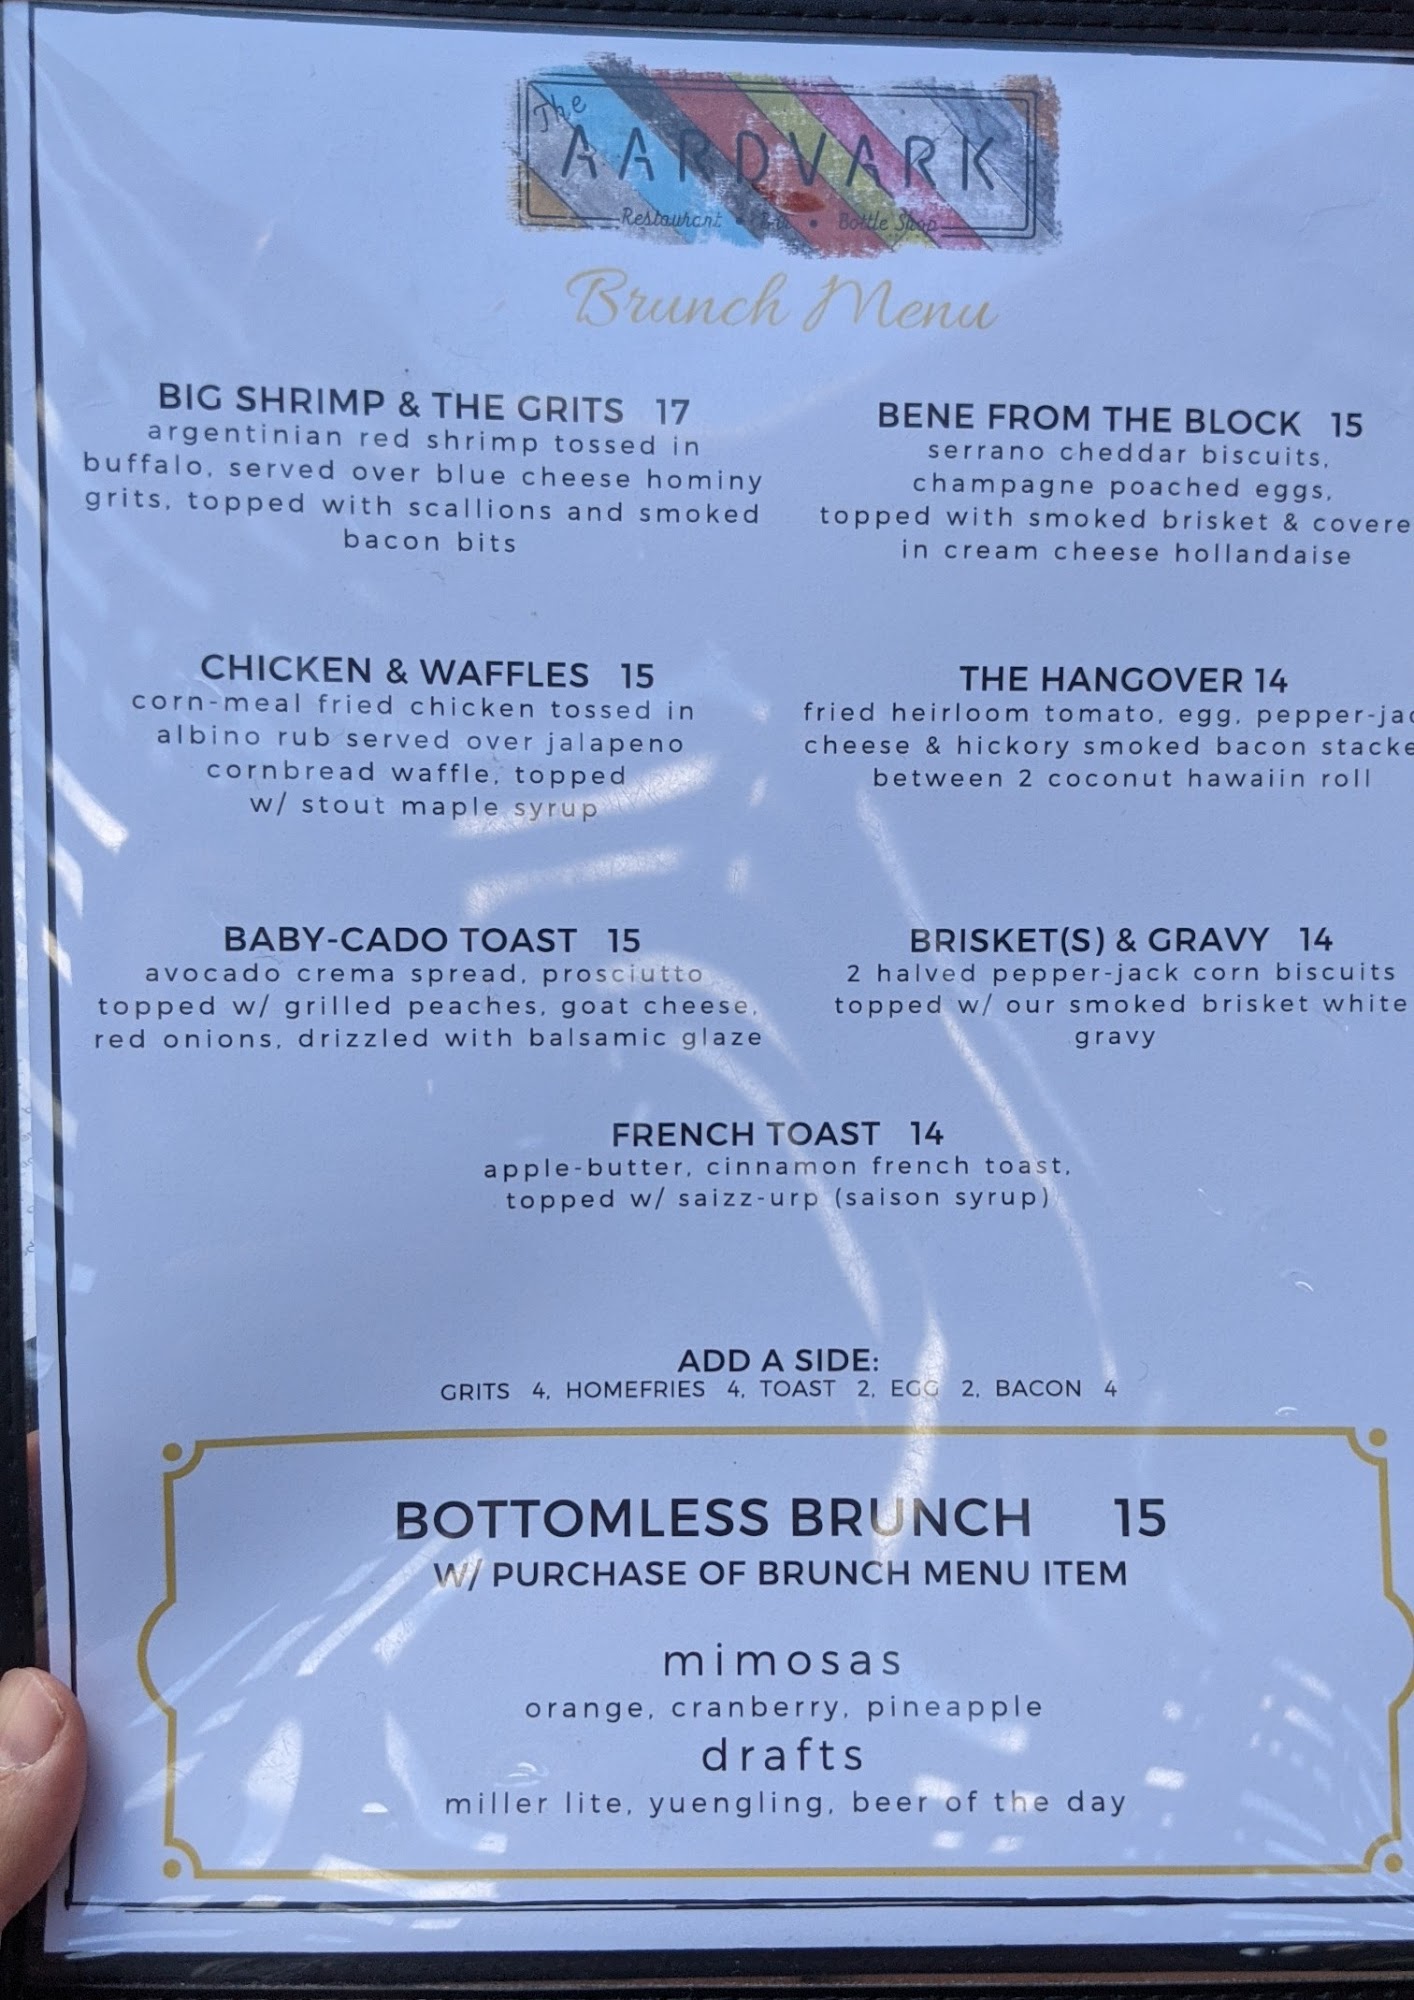 The
AARDVARK
Restaurant • Bar • Bottle Shop
Brunch Menu
BIG SHRIMP & THE GRITS 17
argentinian red shrimp tossed in
buffalo, served over blue cheese hominy
grits, topped with scallions and smoked
bacon bits
BENE FROM THE BLOCK 15
serrano cheddar biscuits,
champagne poached eggs,
topped with smoked brisket & covere
in cream cheese hollandaise
CHICKEN & WAFFLES 15
corn-meal fried chicken tossed in
albino rub served over jalapeno
cornbread waffle, topped
w/ stout maple syrup
THE HANGOVER 14
fried heirloom tomato, egg, pepper-jac
cheese & hickory smoked bacon stacke
between 2 coconut hawaiin roll
BABY-CADO TOAST 15
avocado crema spread, prosciutto
topped w/ grilled peaches, goat cheese,
red onions, drizzled with balsamic glaze
BRISKET(S) & GRAVY 14
2 halved pepper-jack corn biscuits
topped w/ our smoked brisket white
gravy
FRENCH TOAST 14
apple-butter, cinnamon french toast,
topped w/ saizz-urp (saison syrup)
ADD A SIDE:
GRITS 4, HOMEFRIES 4, TOAST 2, EGG 2, BACON 4
BOTTOMLESS BRUNCH 15
W/ PURCHASE OF BRUNCH MENU ITEM
mimosas
orange, cranberry, pineapple
drafts
miller lite, yuengling, beer of the day